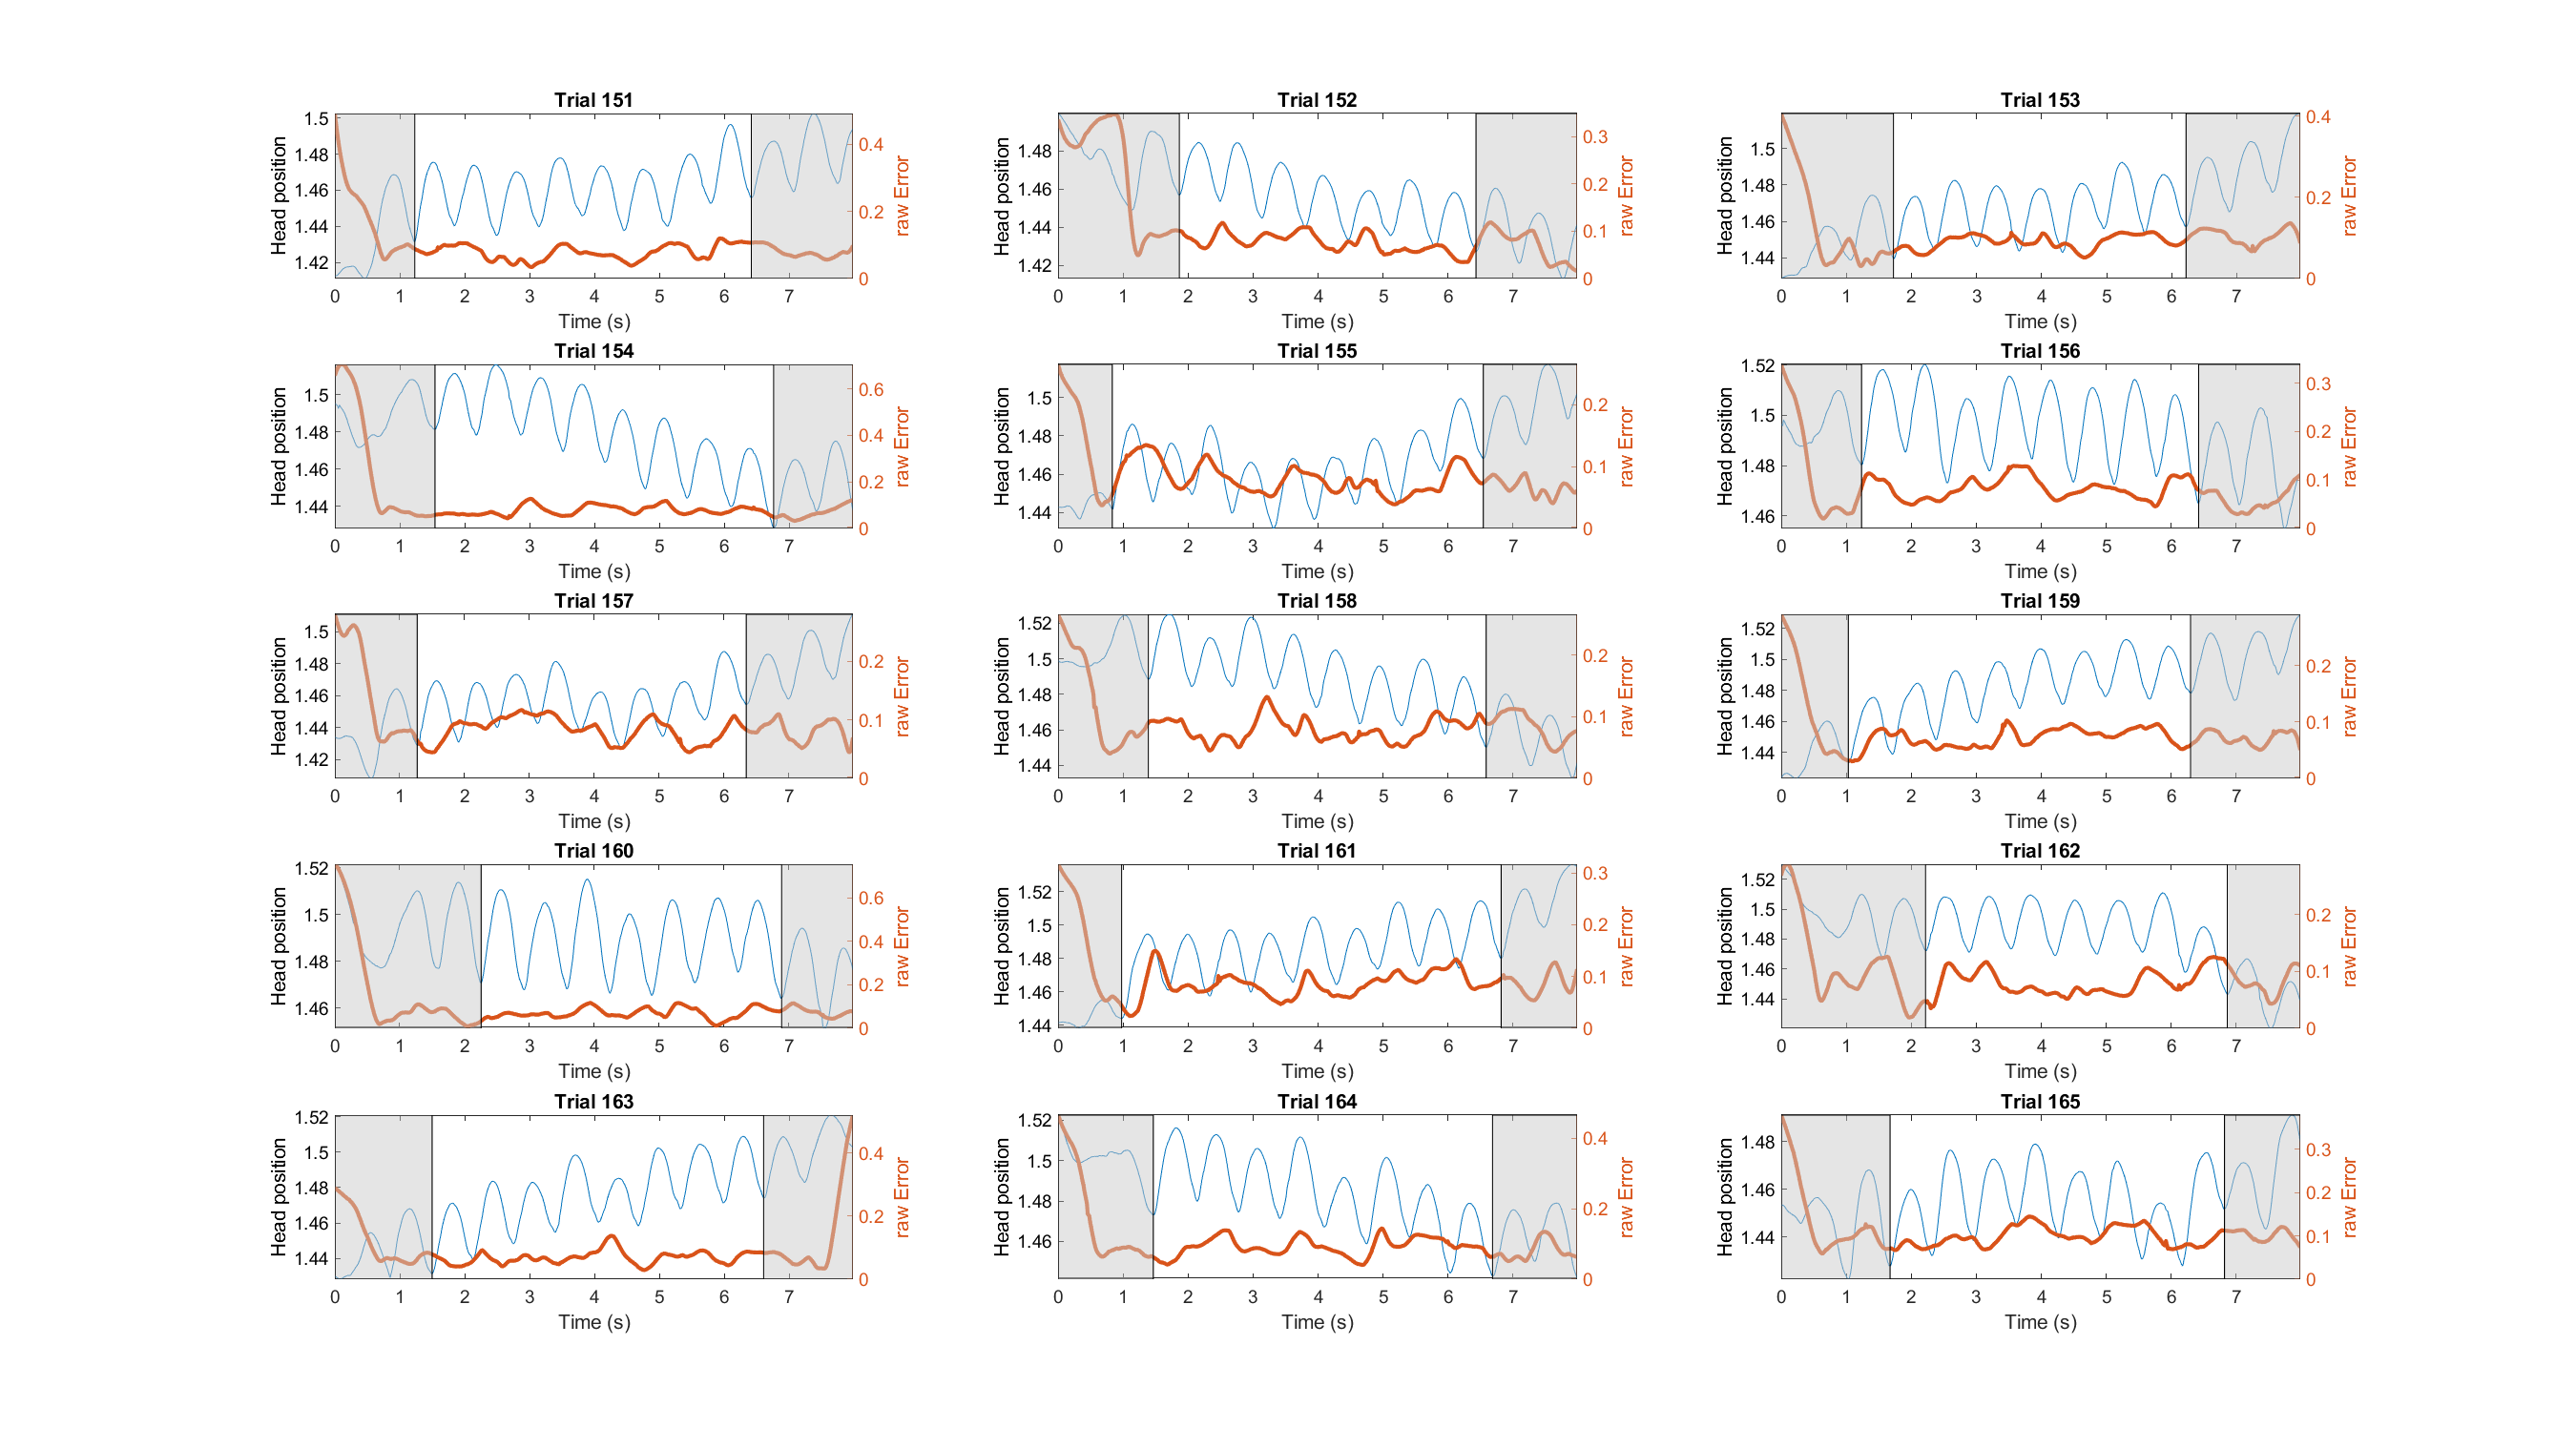 Trial 151
Head position
1.5
1.48
1.46
1.44
1.42
0.4
0.2
0
raw Error
0 1 2 3 4 5 6 7
Time (s)
Trial 152
Head position
1.48
1.46
1.44
1.42
0.3
0.2
0.1
0
raw Error
0 1 2 3 4 5 6 7
Time (s)
Trial 153
Head position
1.5
1.48
1.46
1.44
0.4
0.2
0
raw Error
0 1 2 3 4 5 6 7
Time (s)
Trial 154
Head position
1.5
1.48
1.46
1.44
0.6
0.4
0.2
0
raw Error
0 1 2 3 4 5 6 7
Time (s)
Trial 155
Head position
1.5
1.48
1.46
1.44
0.2
0.1
0
raw Error
0 1 2 3 4 5 6 7
Time (s)
Trial 156
Head position
1.52
1.5
1.48
1.46
0.3
0.2
0.1
0
raw Error
0 1 2 3 4 5 6 7
Time (s)
Trial 157
Head position
1.5
1.48
1.46
1.44
1.42
0.2
0.1
0
raw Error
0 1 2 3 4 5 6 7
Time (s)
Trial 158
Head position
1.52
1.5
1.48
1.46
1.44
0.2
0.1
0
raw Error
0 1 2 3 4 5 6 7
Time (s)
Trial 159
Head position
1.52
1.5
1.48
1.46
1.44
0.2
0.1
0
raw Error
0 1 2 3 4 5 6 7
Time (s)
Trial 160
Head position
1.52
1.5
1.48
1.46
0.6
0.4
0.2
0
raw Error
0 1 2 3 4 5 6 7
Time (s)
Trial 161
Head position
1.52
1.5
1.48
1.46
1.44
0.3
0.2
0.1
0
raw Error
0 1 2 3 4 5 6 7
Time (s)
Trial 162
Head position
1.52
1.5
1.48
1.46
1.44
0.2
0.1
0
raw Error
0 1 2 3 4 5 6 7
Time (s)
Trial 163
Head position
1.52
1.5
1.48
1.46
1.44
0.4
0.2
0
raw Error
0 1 2 3 4 5 6 7
Time (s)
Trial 164
Head position
1.52
1.5
1.48
1.46
0.4
0.2
0
raw Error
0 1 2 3 4 5 6 7
Time (s)
Trial 165
Head position
1.48
1.46
1.44
0.3
0.2
0.1
0
raw Error
0 1 2 3 4 5 6 7
Time (s)